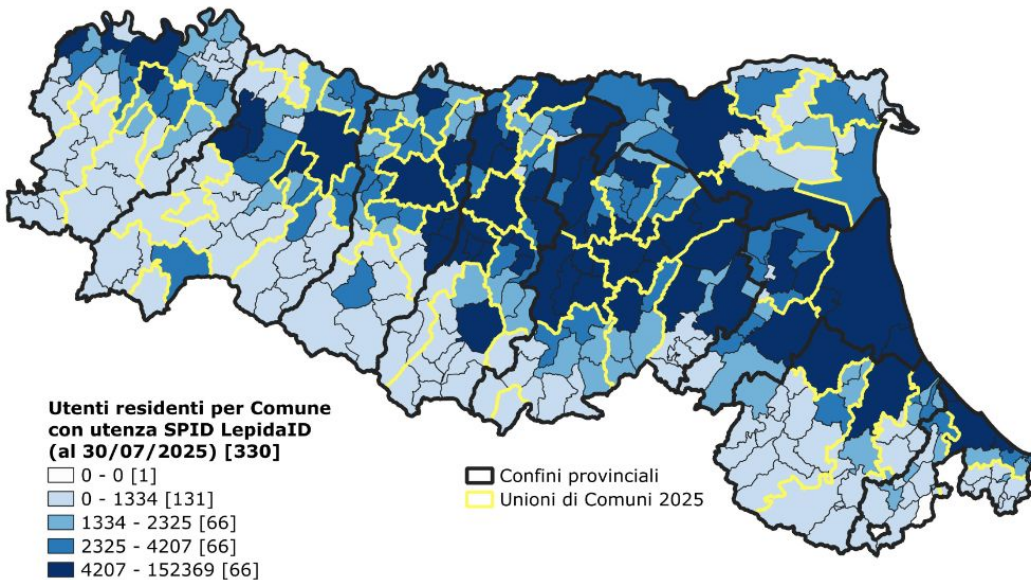 Utenti residenti per Comune
con utenza SPID LepidaID
(al 30/07/2025) [330]
0 - 0 [1]
0 - 1334 [131]
1334 - 2325 [66]
2325 - 4207 [66]
4207 - 152369 [66]
Confini provinciali
Unioni di Comuni 2025